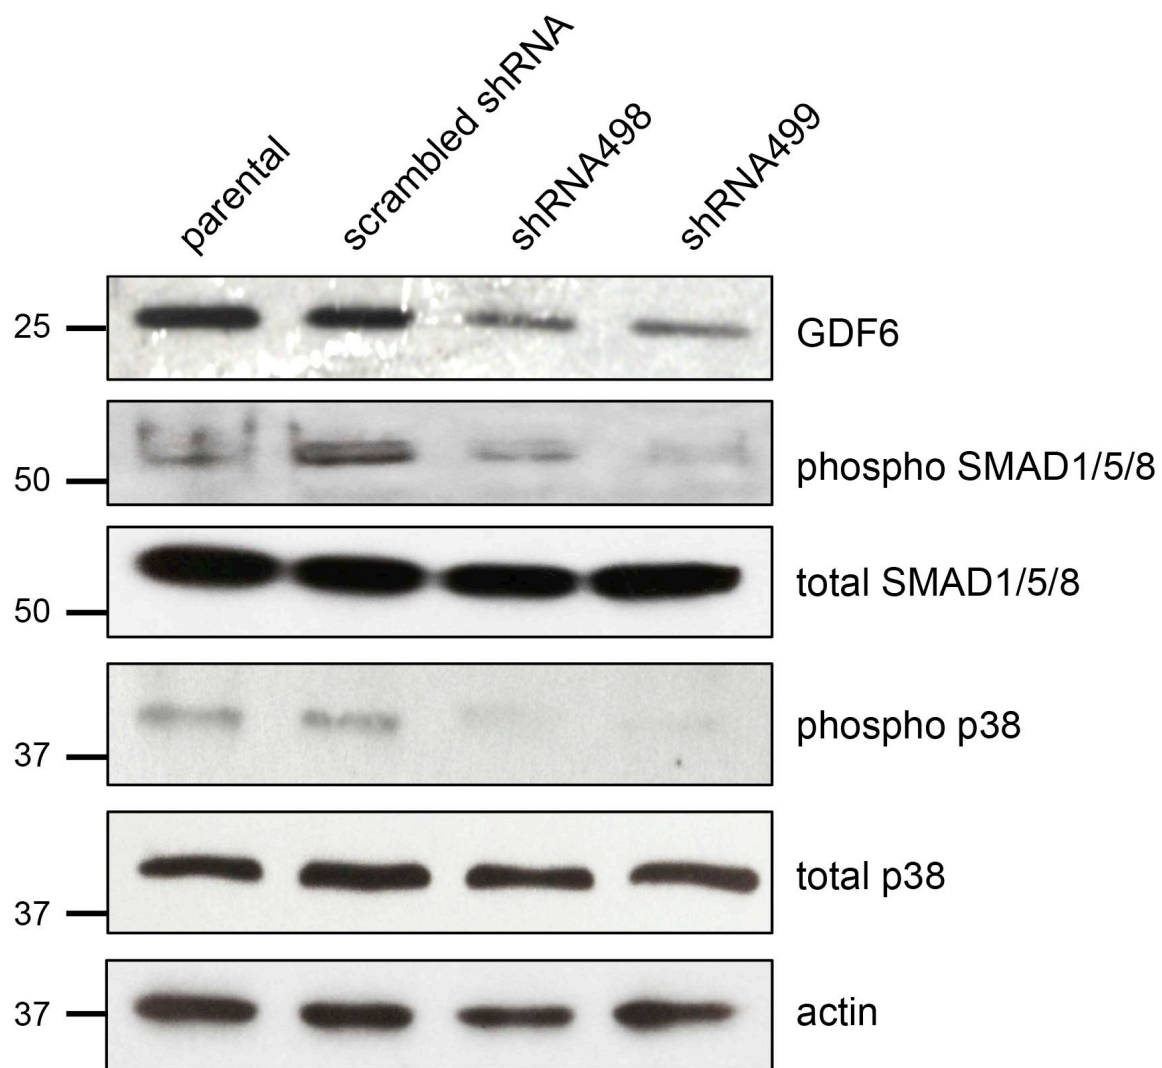 parental
scrambled shRNA
shRNA498
shRNA499
25
GDF6
phospho SMAD1/5/8
50
total SMAD1/5/8
50
phospho p38
37
total p38
37
37
actin